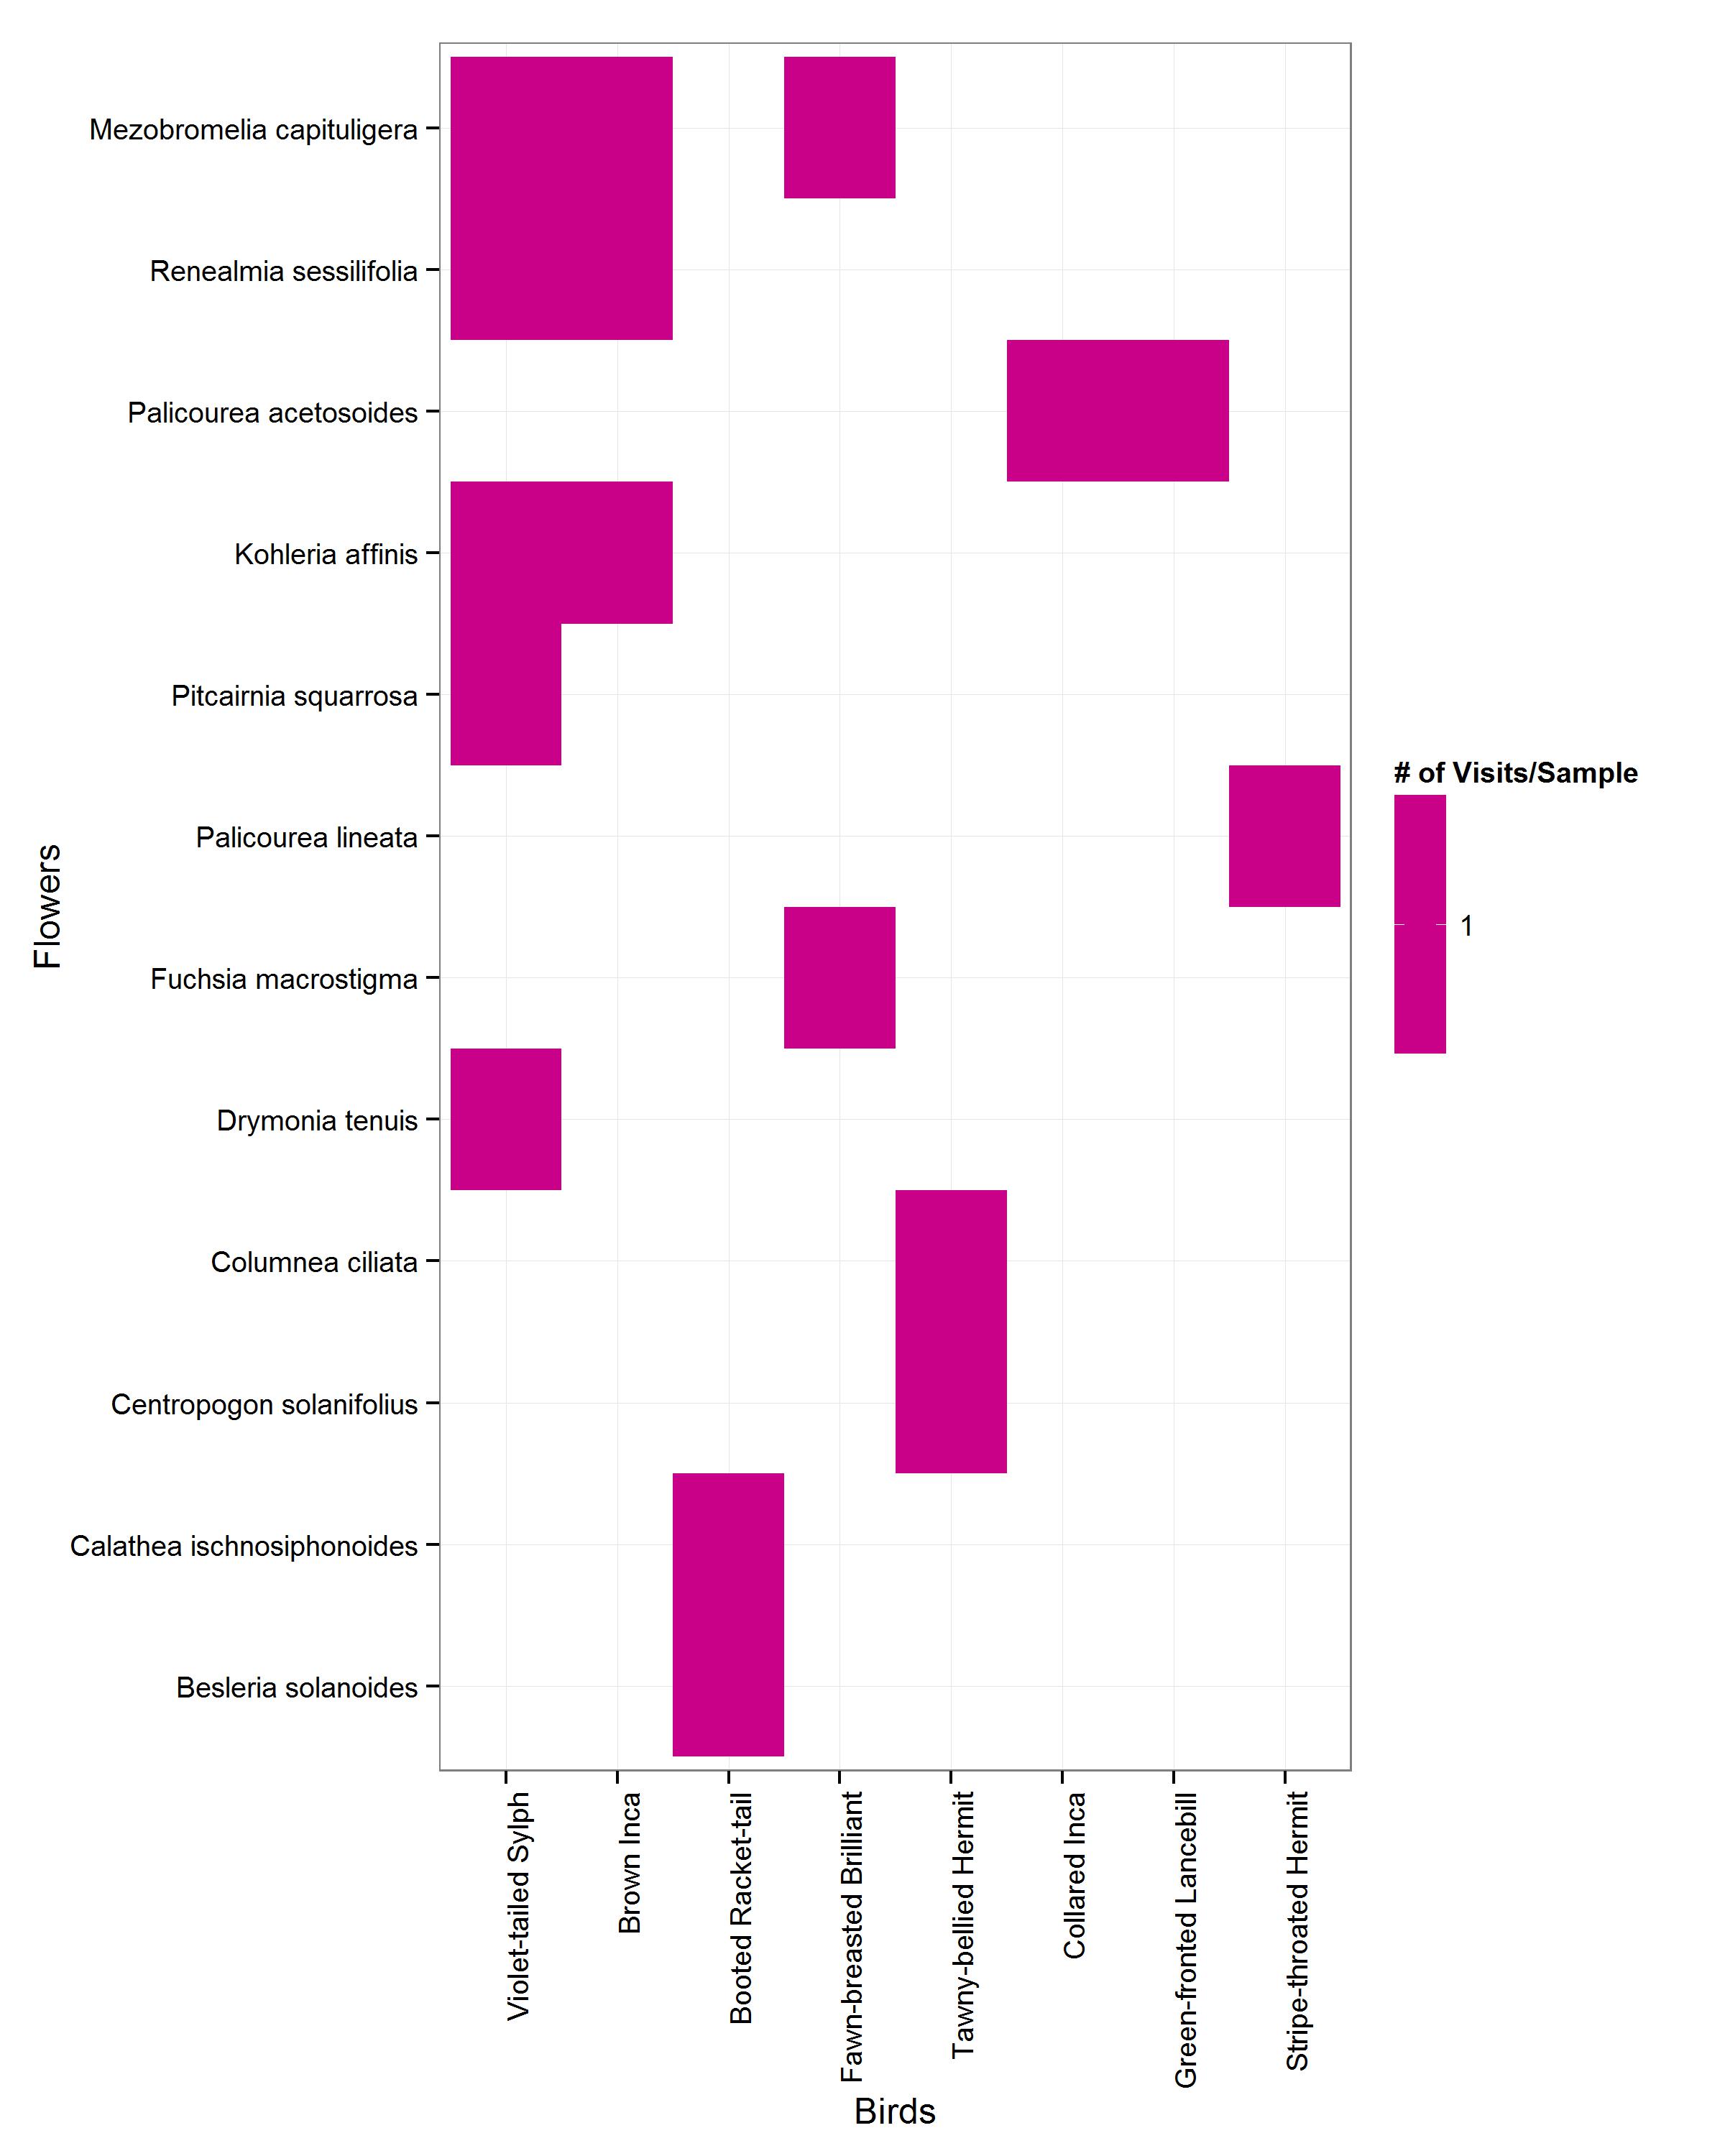 Mezobromelia capituligera
Renealmia sessilifolia
Palicourea acetosoides
Kohleria affinis
Pitcairnia squarrosa
Palicourea lineata
Fuchsia macrostigma
Drymonia tenuis
Columnea ciliata
Centropogon solanifolius
Calathea ischnosiphonoides
Besleria solanoides
Flowers
Violet-tailed Sylph
Brown Inca
Booted Racket-tail
Fawn-breasted Brilliant
Tawny-bellied Hermit
Collared Inca
Green-fronted Lancebill
Stripe-throated Hermit
Birds
# of Visits/Sample
1